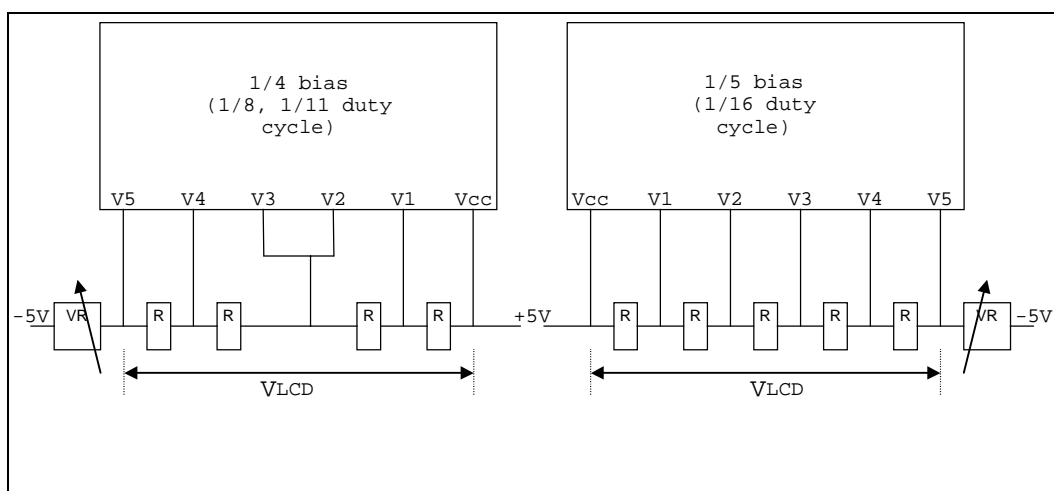 1/4 bias
(1/8, 1/11 duty
cycle)
V5 V4 V3 V2 V1 Vcc
1/5 bias
(1/16 duty
cycle)
Vcc V1 V2 V3 V4 V5
-5V VR R R R R +5V R R R R R VR -5V
VLCD VLCD